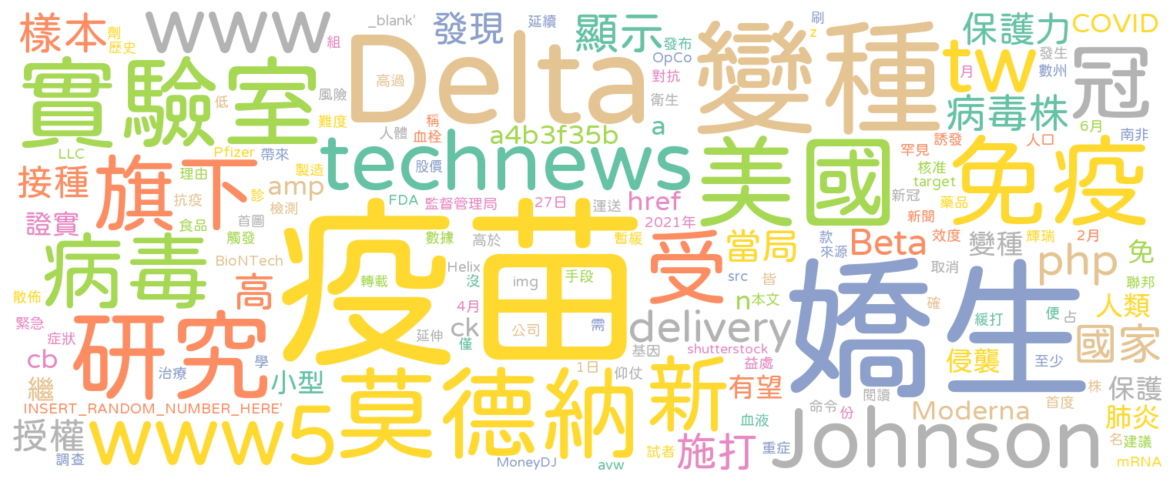 樣本
劑
歷史
WWW
組
_blank'
發現
延續
顯示
發布
OpCo
對抗
刷
z
保護力
COVID
發生
數州
tw
月
冠
實驗室
低
風險
難度
高過
Delta
衛生
變種
病毒株
6月
南非
人體
稱
血栓
a4b3f35b
a
誘發
人口
LLC
Pfizer
帶來
technews
股價
罕見
核准
target
免疫
接種
旗下
理由
抗疫
診
製造
amp
檢測
FDA
監督管理局
27日
運送
href
2021年
美國
新冠
藥品
新聞
證實
食品
首圖
觸發
數據
高於
暫緩
當局
款
來源
Beta
效度
輝瑞
2月
變種
免
病毒
BioNTech
高
轉載
Helix
沒
疫苗
img
手段
受
src
皆
取消
php
聯邦
散佈
4月
n
本文
嬌生
確
人類
緊急
症狀
研究
延伸
ck
僅
公司
需
delivery
緩打
便
占
國家
cb
治療
學
小型
基因
shutterstock
益處
侵襲
至少
繼
1日
仰仗
新
有望
閱讀
株
保護
INSERT_RANDOM_NUMBER_HERE'
莫德納
血液
命令
份
Moderna
首度
肺炎
授權
調查
www5
MoneyDJ
avw
試者
施打
重症
Johnson
名
建議
mRNA